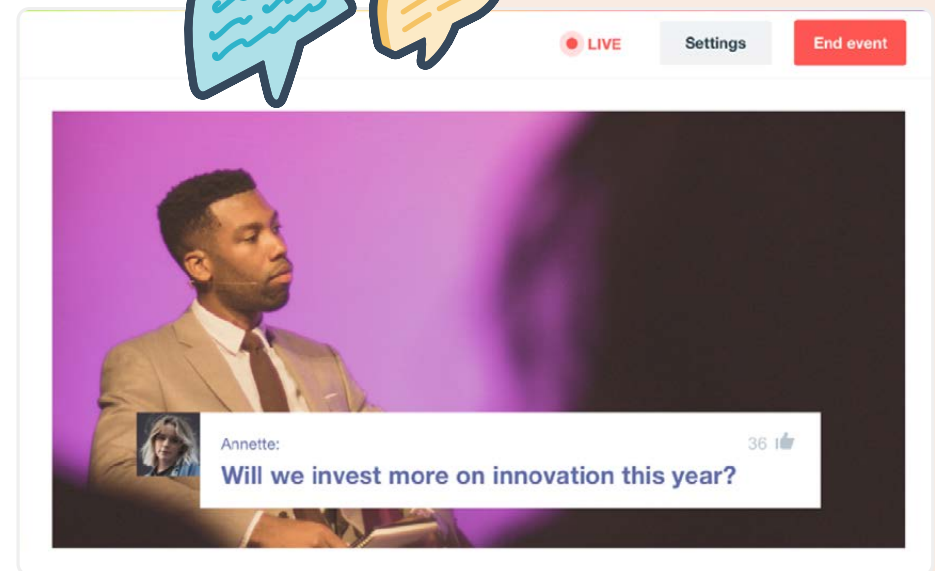 LIVE
Settings
End event
Annette:
36
Will we invest more on innovation this year?